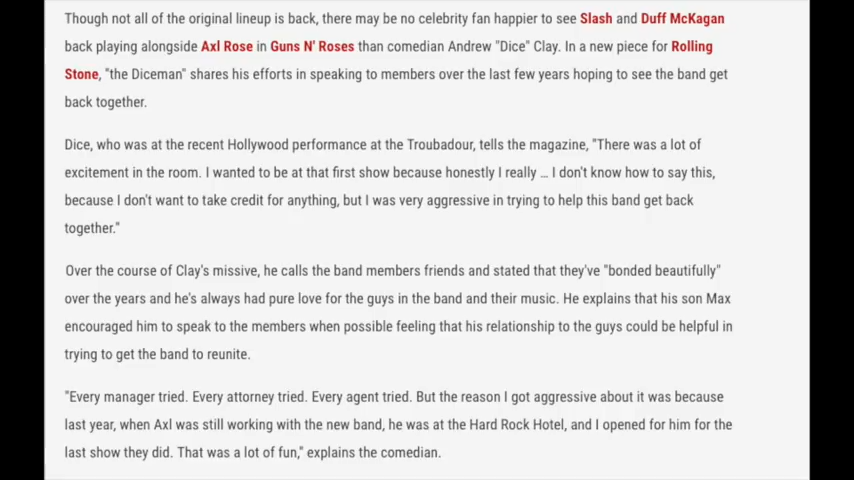 Though not all of the original lineup is back, there may be no celebrity fan happier to see Slash and Duff McKagan
back playing alongside Axl Rose in Guns N' Roses than comedian Andrew "Dice" Clay. In a new piece for Rolling
Stone, "the Diceman" shares his efforts in speaking to members over the last few years hoping to see the band get
back together.
Dice, who was at the recent Hollywood performance at the Troubadour, tells the magazine, "There was a lot of
excitement in the room. I wanted to be at that first show because honestly I really … I don't know how to say this,
because I don't want to take credit for anything, but I was very aggressive in trying to help this band get back
together."
Over the course of Clay's missive, he calls the band members friends and stated that they've "bonded beautifully"
over the years and he's always had pure love for the guys in the band and their music. He explains that his son Max
encouraged him to speak to the members when possible feeling that his relationship to the guys could be helpful in
trying to get the band to reunite.
"Every manager tried. Every attorney tried. Every agent tried. But the reason I got aggressive about it was because
last year, when Axl was still working with the new band, he was at the Hard Rock Hotel, and I opened for him for the
last show they did. That was a lot of fun," explains the comedian.